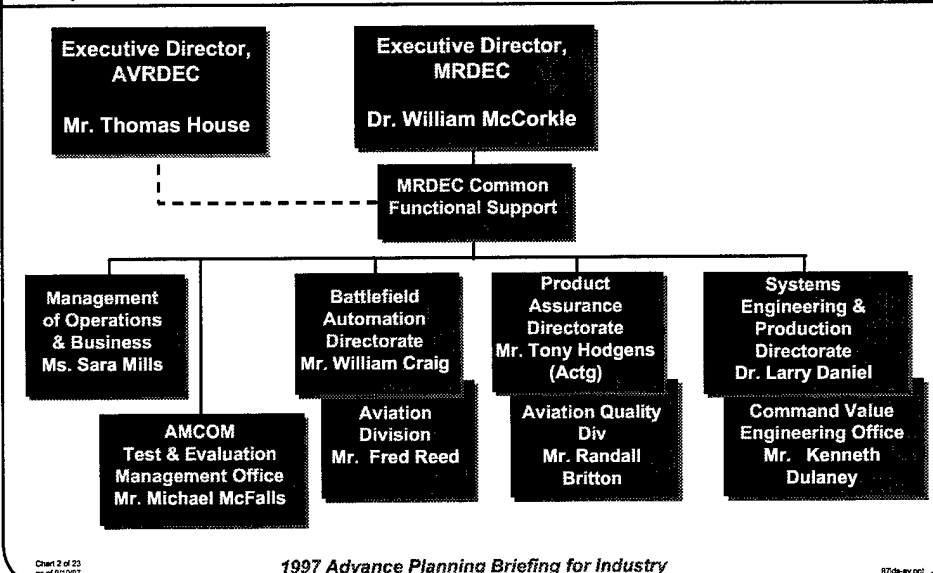 Executive Director,
AVRDEC
Mr. Thomas House
Executive Director,
MRDEC
Dr. William McCorkle
MRDEC Common
Functional Support
Management
of Operations
& Business
Ms. Sara Mills
Battlefield
Automation
Directorate
Mr. William Craig
Product
Assurance
Directorate
Mr. Tony Hodgens
(Actg)
Systems
Engineering &
Production
Directorate
Dr. Larry Daniel
AMCOM
Test & Evaluation
Management Office
Mr. Michael McFalls
Aviation
Division
Mr. Fred Reed
Aviation Quality
Div
Mr. Randall
Britton
Command Value
Engineering Office
Mr. Kenneth
Dulaney
Chart 2 of 23
1997 Advance Planning Briefing for Industry